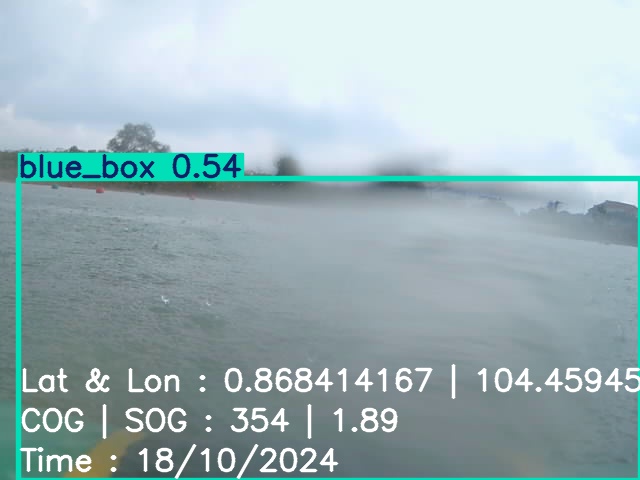 blue_box 0.54
Lat & Lon : 0.868414167 | 104.45945
COG | SOG : 354 | 1.89
Time : 18/10/2024